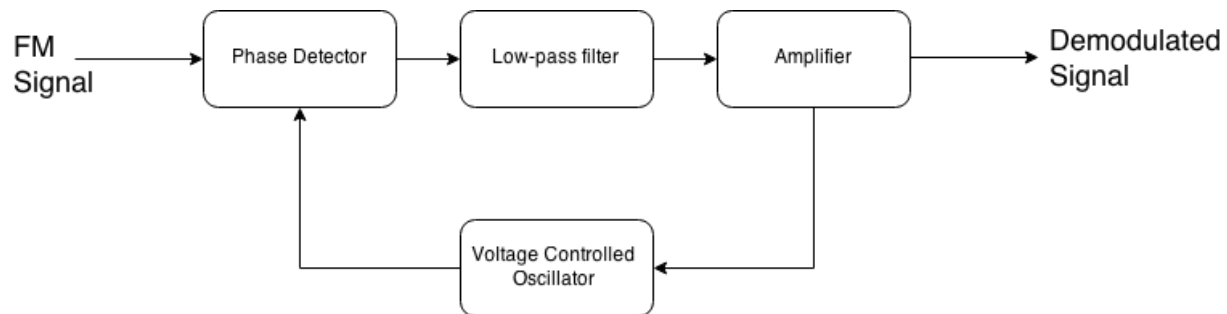 FM
Signal
Phase Detector
Low-pass filter
Amplifier
Demodulated
Signal
Voltage Controlled
Oscillator